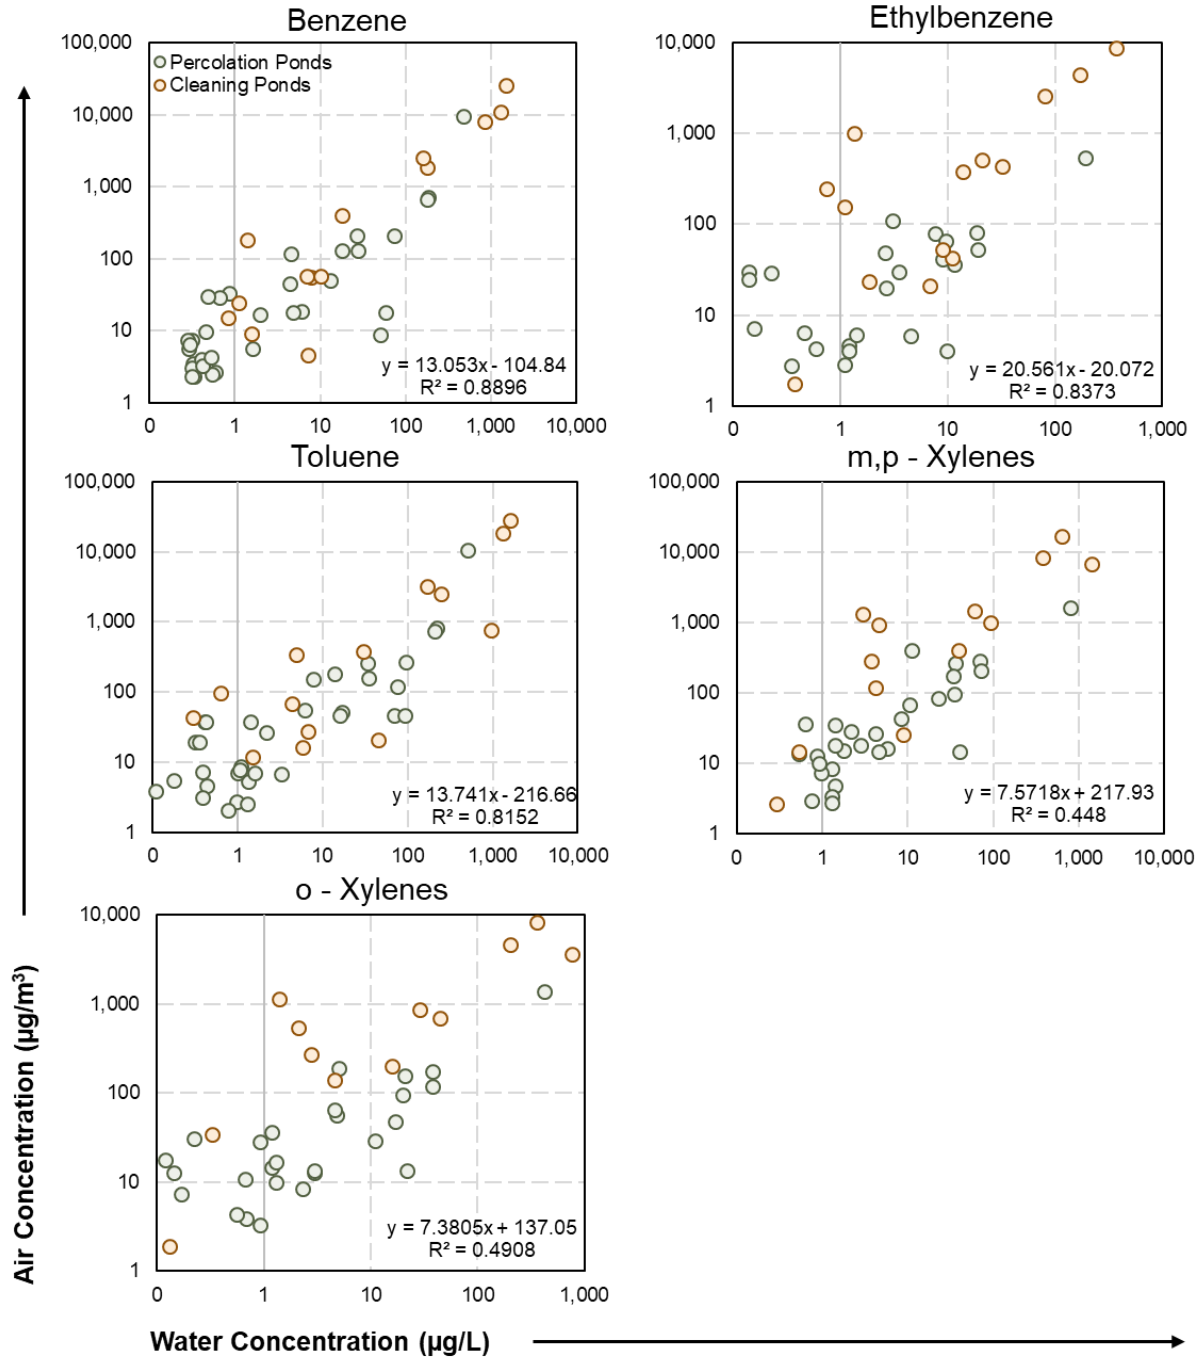 Benzene
100,000
10,000
1,000
100
10
1
0
1
10
100
1,000
10,000
Percolation Ponds
Cleaning Ponds
y = 13.053x - 104.84
R² = 0.8896
Ethylbenzene
10,000
1,000
100
10
1
0
1
10
100
1,000
y = 20.561x - 20.072
R² = 0.8373
Toluene
100,000
10,000
1,000
100
10
1
0
1
10
100
1,000
10,000
y = 13.741x - 216.66
R² = 0.8152
m,p - Xylenes
100,000
10,000
1,000
100
10
1
0
1
10
100
1,000
10,000
y = 7.5718x + 217.93
R² = 0.448
o - Xylenes
10,000
1,000
100
10
1
0
1
10
100
1,000
y = 7.3805x + 137.05
R² = 0.4908
Air Concentration (µg/m³)
Water Concentration (µg/L)